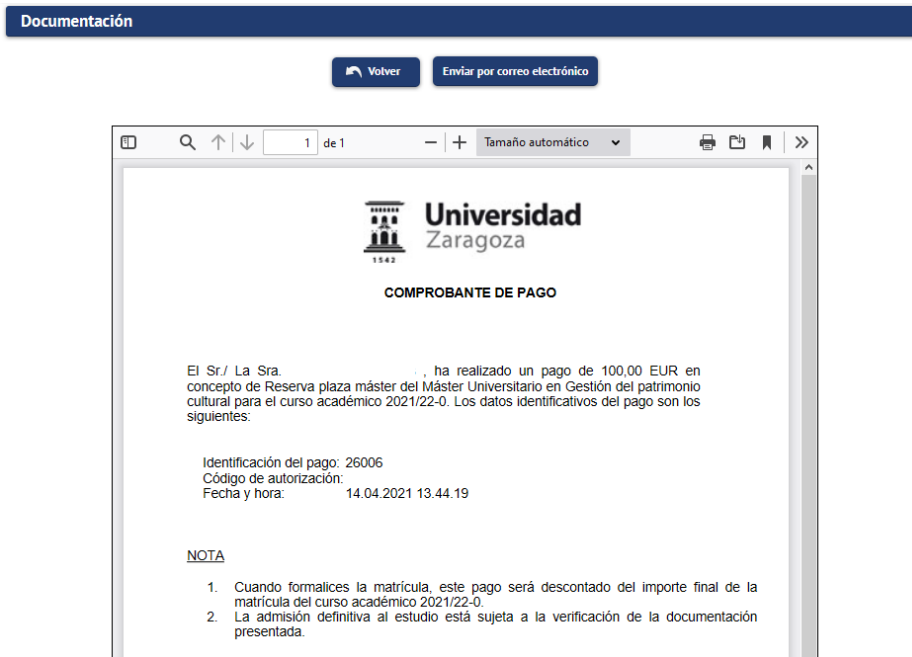 Documentación
Volver
Enviar por correo electrónico
1 de 1
Tamaño automático
Universidad
Zaragoza
1542
COMPROBANTE DE PAGO
El Sr./ La Sra. , ha realizado un pago de 100,00 EUR en
concepto de Reserva plaza máster del Máster Universitario en Gestión del patrimonio
cultural para el curso académico 2021/22-0. Los datos identificativos del pago son los
siguientes:
Identificación del pago: 26006
Código de autorización:
Fecha y hora: 14.04.2021 13.44.19
NOTA
1. Cuando formalices la matrícula, este pago será descontado del importe final de la
matrícula del curso académico 2021/22-0.
2. La admisión definitiva al estudio está sujeta a la verificación de la documentación
presentada.